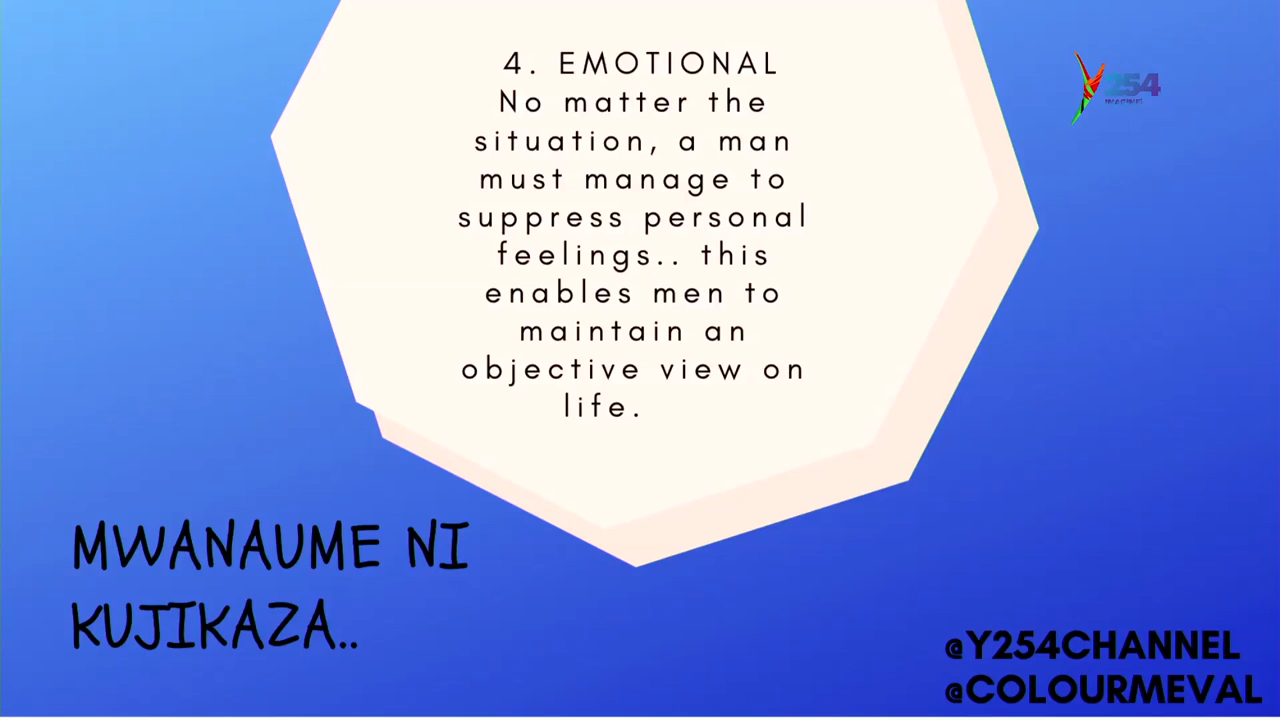 4. EMOTIONAL
No matter the
situation, a man
must manage to
suppress personal
feelings.. this
enables men to
maintain an
objective view on
life.
Y254
MWANAUME NI
KUJIKAZA..
@Y254CHANNEL
@COLOURMEVAL